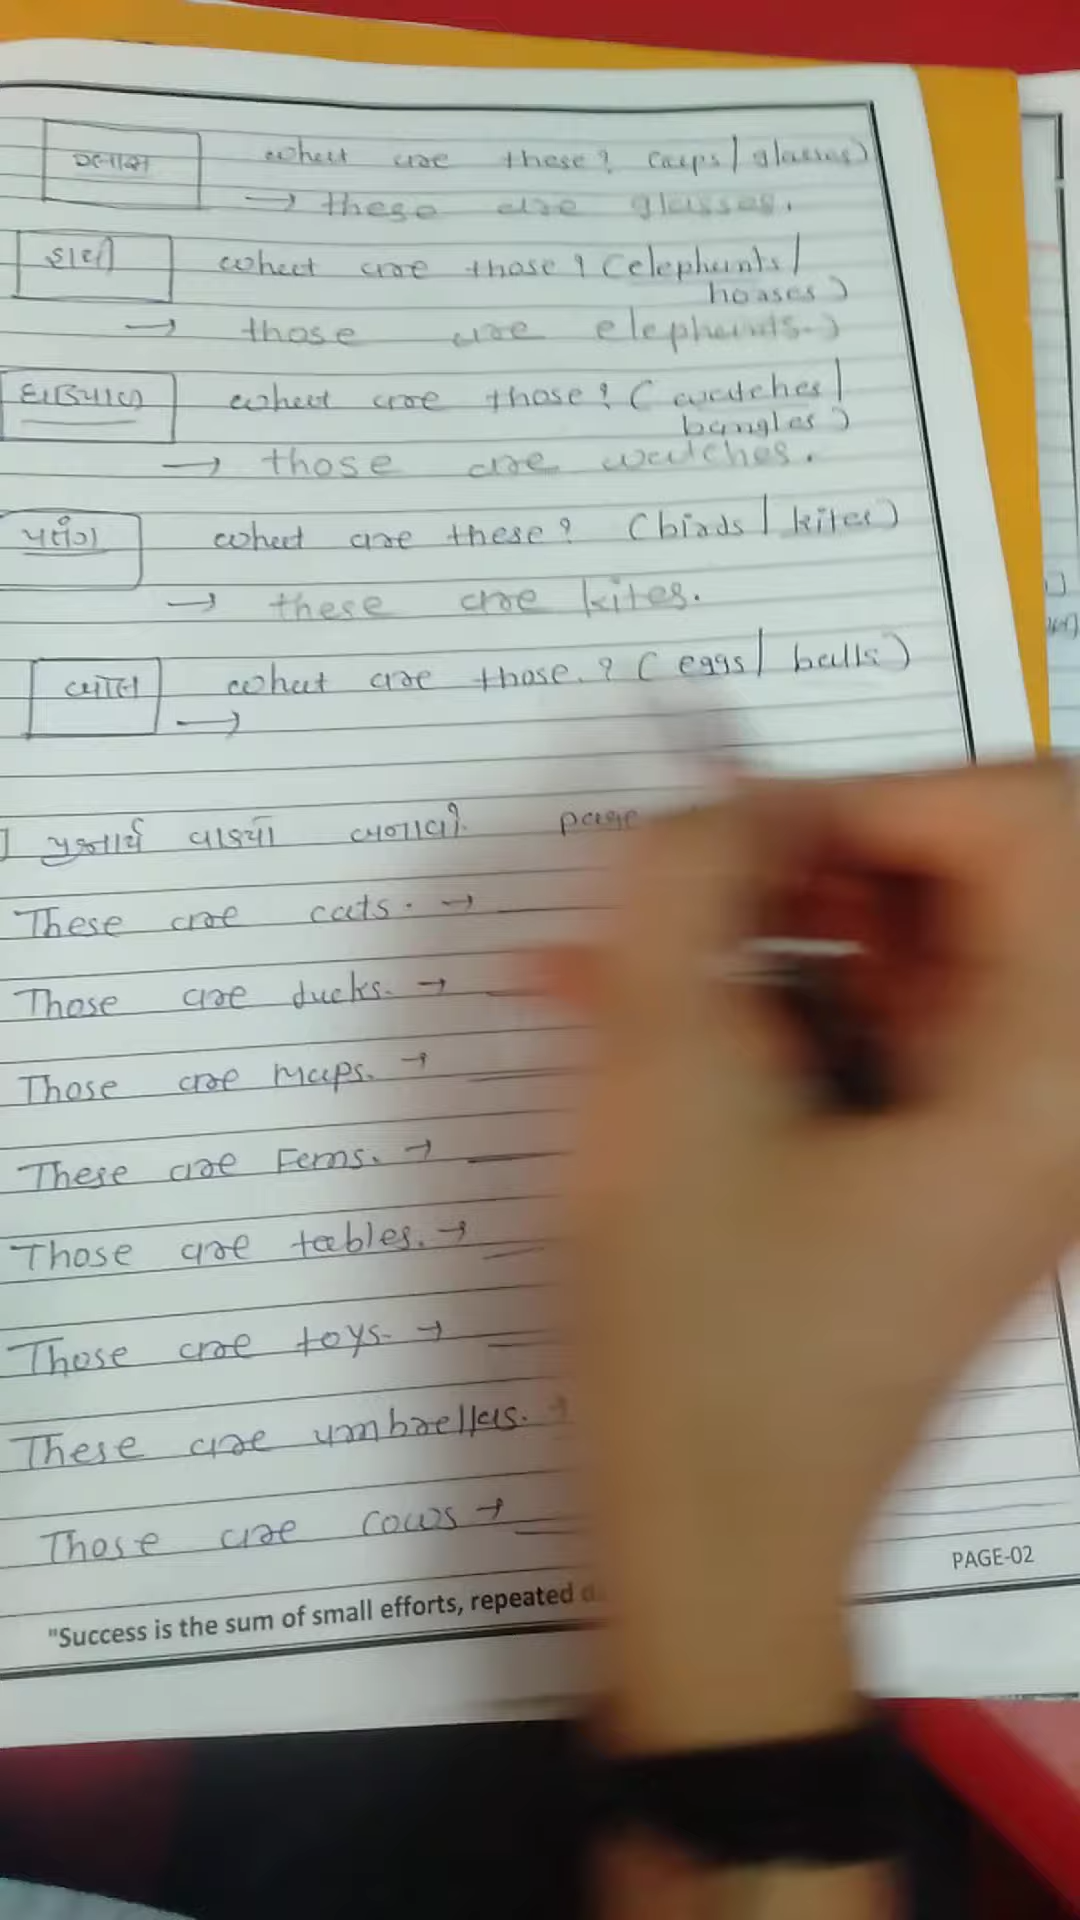 ગ્લાસ what are these? (cups / glasses)
→ these are glasses.
હાથી what are those? (elephants /
horses)
→ those are elephants.
ઘડિયાળ what are those? (watches /
bangles)
→ those are watches.
પતંગ what are these? (birds / kites)
→ these are kites.
બોલ what are those.? (eggs / balls)
→
] પ્રશ્નાર્થ વાક્યો બનાવો. page
These are cats. →
Those are ducks. →
Those are maps. →
These are Fans. →
Those are tables. →
Those are toys. →
These are umbrellas. →
Those are cows →
PAGE-02
"Success is the sum of small efforts, repeated